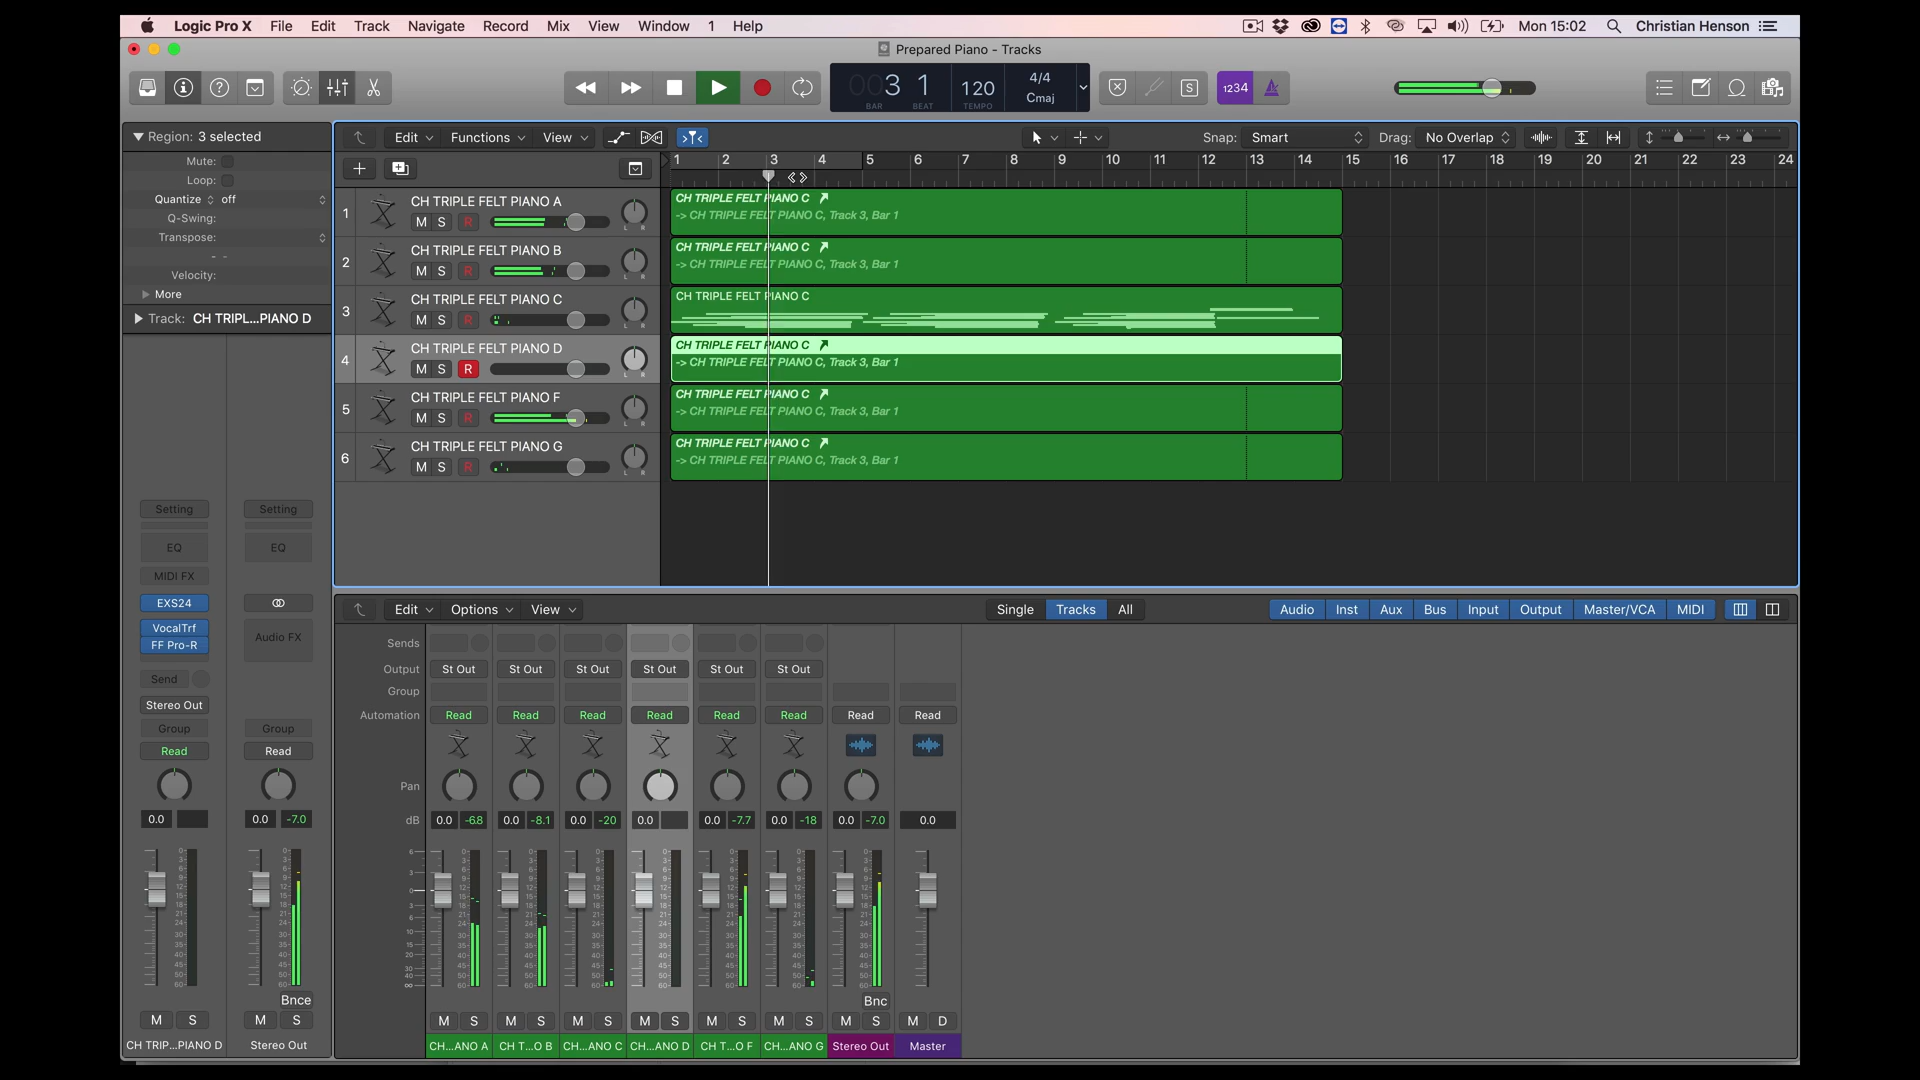 Logic Pro X File Edit Track Navigate Record Mix View Window 1 Help Mon 15:02 Christian Henson
Prepared Piano - Tracks
003 1 120 4/4 Cmaj
BAR BEAT TEMPO
S 1234
Region: 3 selected
Edit Functions View Snap: Smart Drag: No Overlap
Mute:
Loop:
Quantize off
Q-Swing:
Transpose:
- -
Velocity:
More
Track: CH TRIPL...PIANO D
1 2 3 4 5 6 7 8 9 10 11 12 13 14 15 16 17 18 19 20 21 22 23 24
1 CH TRIPLE FELT PIANO A
M S R L R
CH TRIPLE FELT PIANO C
-> CH TRIPLE FELT PIANO C, Track 3, Bar 1
2 CH TRIPLE FELT PIANO B
M S R L R
CH TRIPLE FELT PIANO C
-> CH TRIPLE FELT PIANO C, Track 3, Bar 1
3 CH TRIPLE FELT PIANO C
M S R L R
CH TRIPLE FELT PIANO C
4 CH TRIPLE FELT PIANO D
M S R L R
CH TRIPLE FELT PIANO C
-> CH TRIPLE FELT PIANO C, Track 3, Bar 1
5 CH TRIPLE FELT PIANO F
M S R L R
CH TRIPLE FELT PIANO C
-> CH TRIPLE FELT PIANO C, Track 3, Bar 1
6 CH TRIPLE FELT PIANO G
M S R L R
CH TRIPLE FELT PIANO C
-> CH TRIPLE FELT PIANO C, Track 3, Bar 1
Setting Setting
EQ EQ
MIDI FX
EXS24
VocalTrf
FF Pro-R
Audio FX
Send
Stereo Out
Group Group
Read Read
0.0 0.0 -7.0
Bnce
M S M S
CH TRIP...PIANO D Stereo Out
Edit Options View Single Tracks All Audio Inst Aux Bus Input Output Master/VCA MIDI
Sends
Output St Out St Out St Out St Out St Out St Out
Group
Automation Read Read Read Read Read Read Read Read
Pan
dB 0.0 -6.8 0.0 -8.1 0.0 -20 0.0 0.0 -7.7 0.0 -18 0.0 -7.0 0.0
Bnc
M S M S M S M S M S M S M S M D
CH...ANO A CH T...O B CH...ANO C CH...ANO D CH T...O F CH...ANO G Stereo Out Master